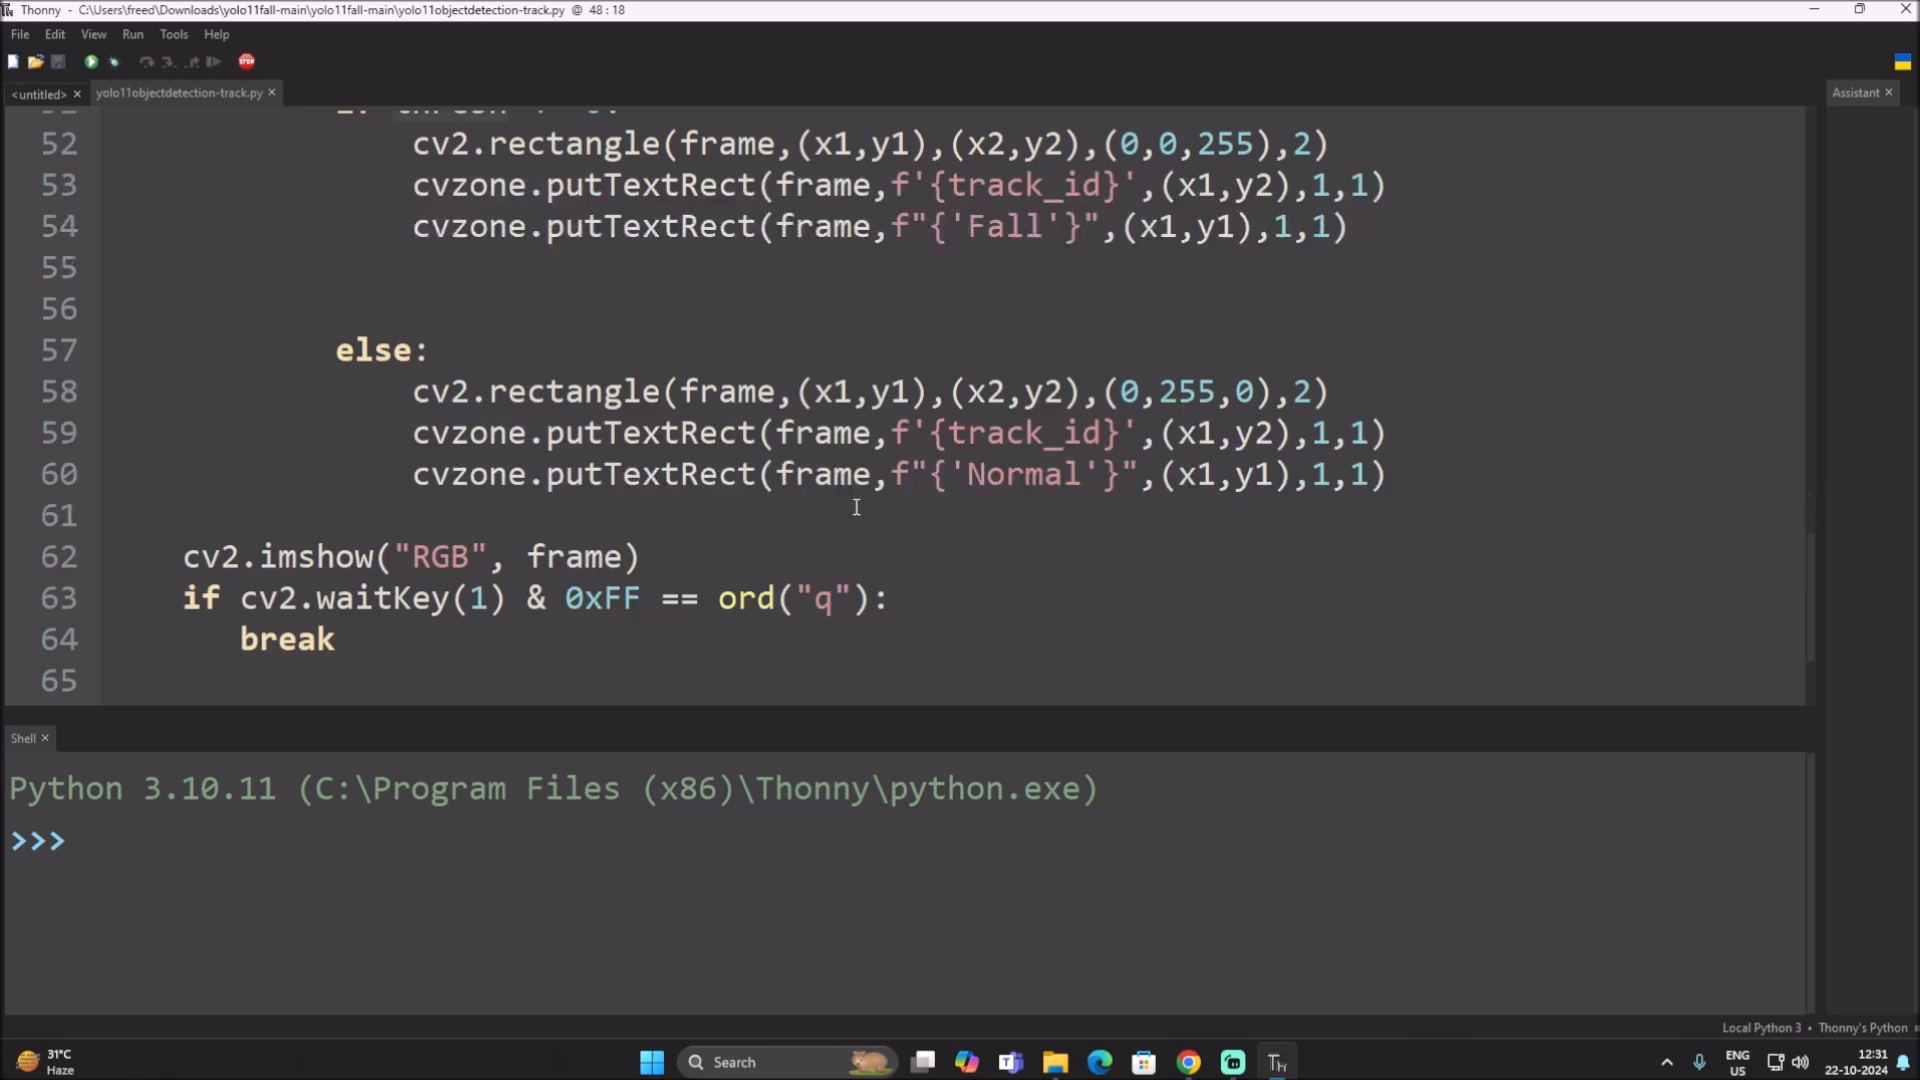 Thonny - C:\Users\freed\Downloads\yolo11fall-main\yolo11fall-main\yolo11objectdetection-track.py @ 48 : 18
File Edit View Run Tools Help
STOP
<untitled> × yolo11objectdetection-track.py × Assistant ×
52 cv2.rectangle(frame,(x1,y1),(x2,y2),(0,0,255),2)
53 cvzone.putTextRect(frame,f'{track_id}',(x1,y2),1,1)
54 cvzone.putTextRect(frame,f"{'Fall'}",(x1,y1),1,1)
55
56
57 else:
58 cv2.rectangle(frame,(x1,y1),(x2,y2),(0,255,0),2)
59 cvzone.putTextRect(frame,f'{track_id}',(x1,y2),1,1)
60 cvzone.putTextRect(frame,f"{'Normal'}",(x1,y1),1,1)
61
62 cv2.imshow("RGB", frame)
63 if cv2.waitKey(1) & 0xFF == ord("q"):
64 break
65
Shell ×
Python 3.10.11 (C:\Program Files (x86)\Thonny\python.exe)
>>>
Local Python 3 • Thonny's Python
31°C
Haze
Search
ENG
US
12:31
22-10-2024